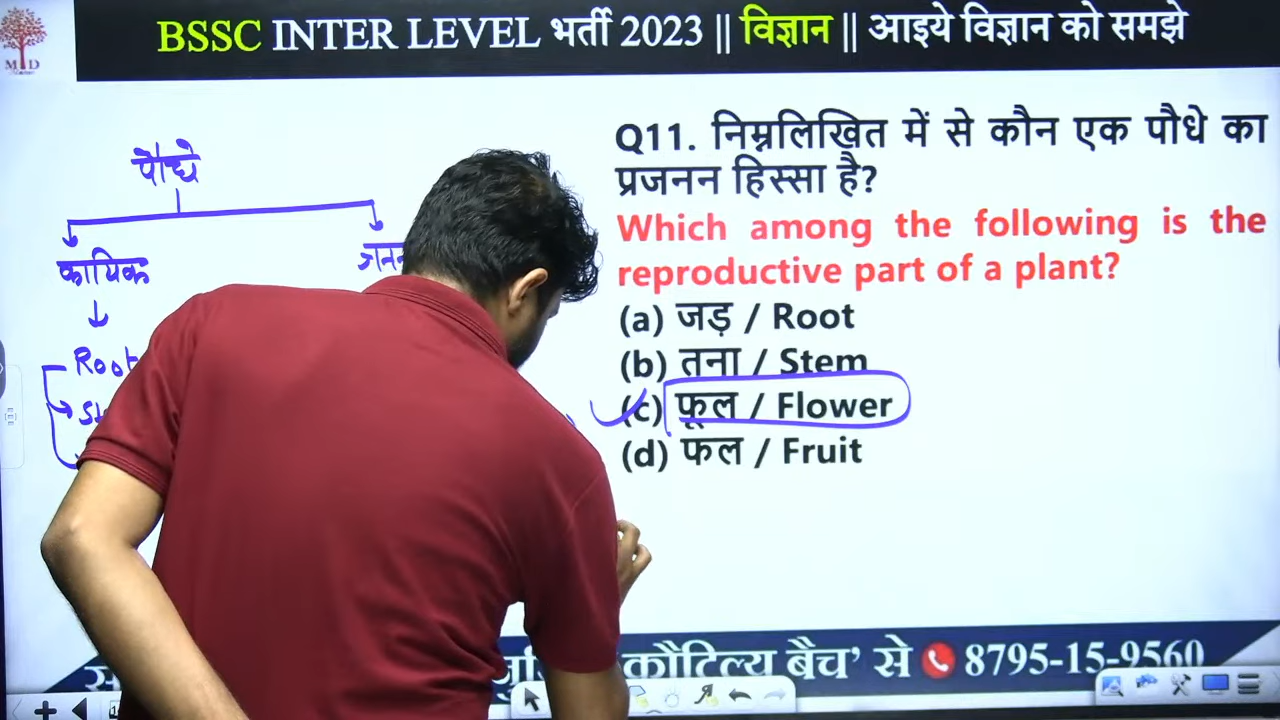 BSSC INTER LEVEL भर्ती 2023 || विज्ञान || आइये विज्ञान को समझे
पौधे
कायिक
Root
Q11. निम्नलिखित में से कौन एक पौधे का
प्रजनन हिस्सा है?
Which among the following is the
reproductive part of a plant?
(a) जड़ / Root
(b) तना / Stem
(c) फूल / Flower
(d) फल / Fruit
कौटिल्य बैच’ से 8795-15-9560